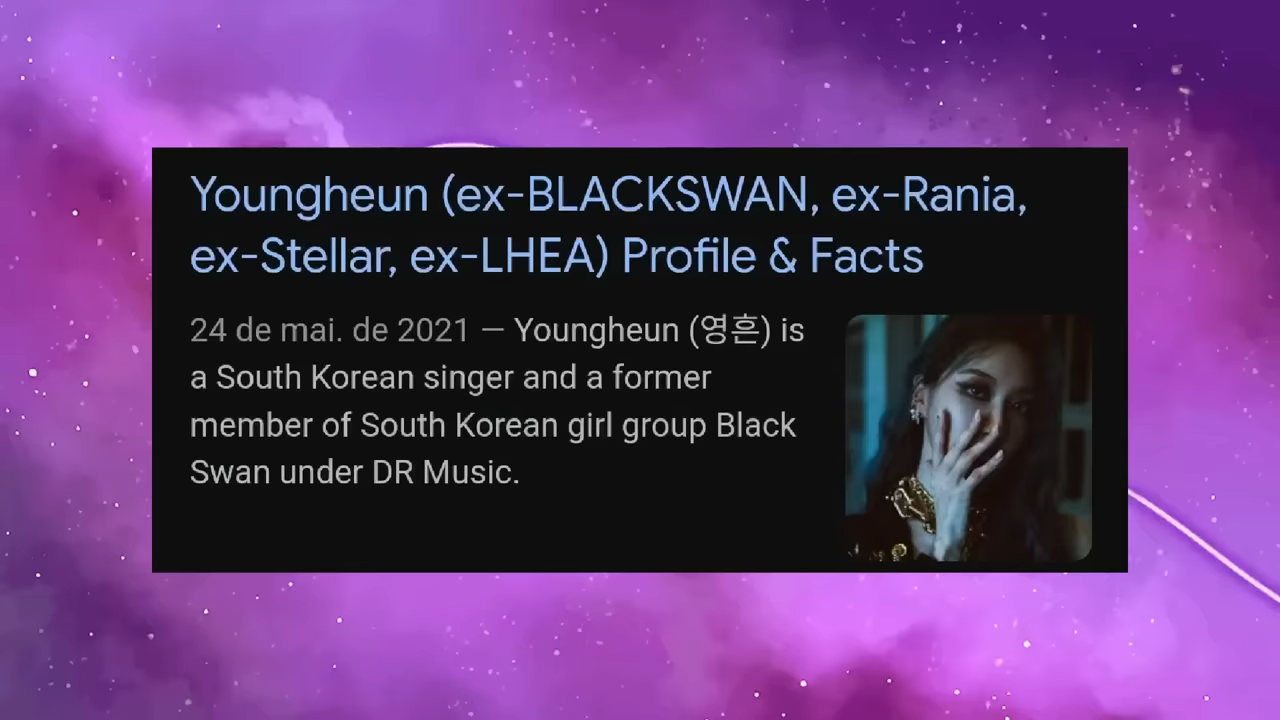 Youngheun (ex-BLACKSWAN, ex-Rania,
ex-Stellar, ex-LHEA) Profile & Facts
24 de mai. de 2021 — Youngheun (영흔) is
a South Korean singer and a former
member of South Korean girl group Black
Swan under DR Music.